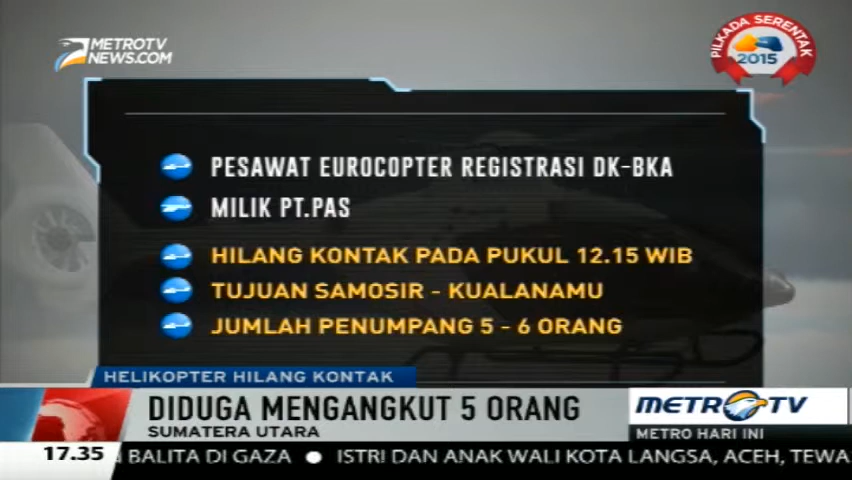 METROTV
NEWS.COM
PILKADA SERENTAK
2015
PESAWAT EUROCOPTER REGISTRASI DK-BKA
MILIK PT.PAS
HILANG KONTAK PADA PUKUL 12.15 WIB
TUJUAN SAMOSIR - KUALANAMU
JUMLAH PENUMPANG 5 - 6 ORANG
HELIKOPTER HILANG KONTAK
DIDUGA MENGANGKUT 5 ORANG
SUMATERA UTARA
METRO TV
METRO HARI INI
17.35
I BALITA DI GAZA ● ISTRI DAN ANAK WALI KOTA LANGSA, ACEH, TEWA